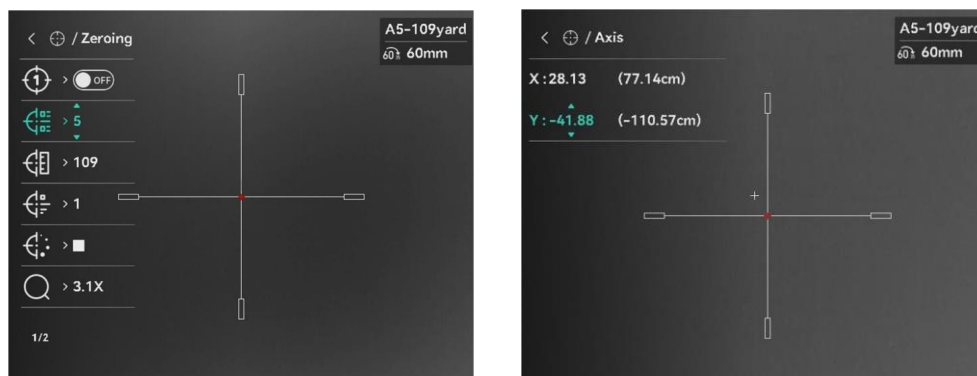 < / Zeroing
A5-109yard
60 60mm
1 > OFF
> 5
> 109
> 1
>
> 3.1X
1/2
< / Axis
A5-109yard
60 60mm
X :28.13 (77.14cm)
Y : -41.88 (-110.57cm)